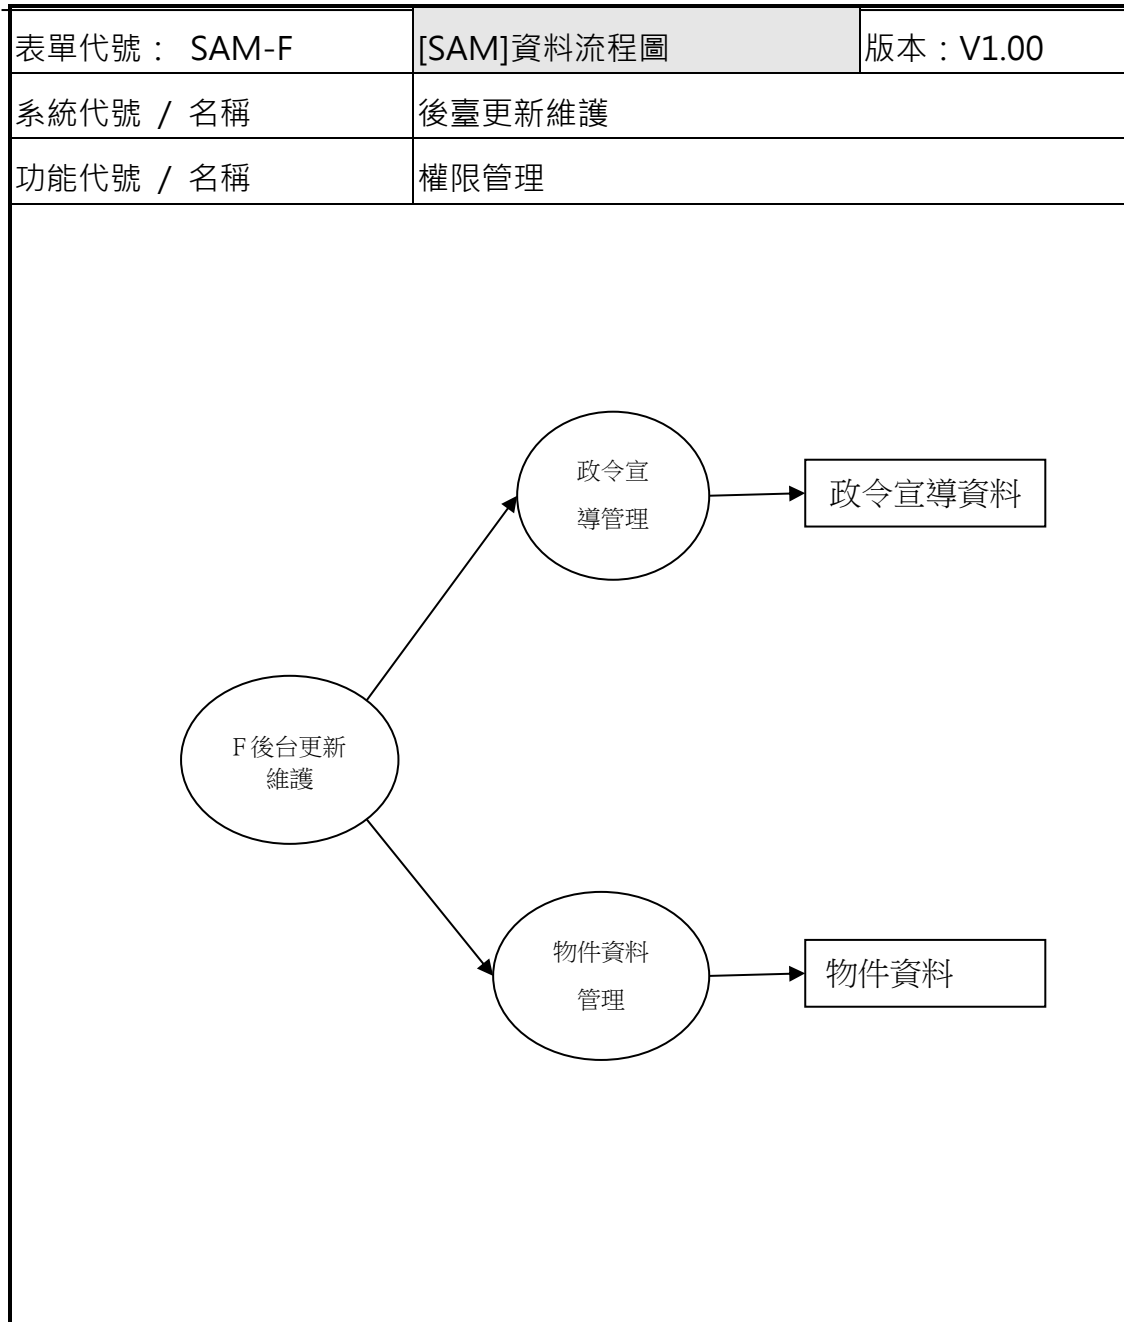 表單代號： SAM-F [SAM]資料流程圖 版本：V1.00
系統代號 / 名稱 後臺更新維護
功能代號 / 名稱 權限管理
政令宣
導管理
政令宣導資料
F後台更新
維護
物件資料
管理
物件資料